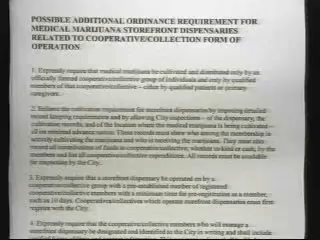 POSSIBLE ADDITIONAL ORDINANCE REQUIREMENT FOR
MEDICAL MARIJUANA STOREFRONT DISPENSARIES
RELATED TO COOPERATIVE/COLLECTION FORM OF
OPERATION
1. Expressly require that medical marijuana be cultivated and distributed only by an
officially formed cooperative/collective group of individuals and only by qualified
members of that cooperative/collective – either by qualified patients or primary
caregivers.
2. Enhance the cultivation requirement for storefront dispensaries by imposing detailed
record keeping requirements and by allowing City inspections – of the dispensary, the
cultivation records, and of the location where the medical marijuana is being cultivated –
all on minimal advance notice. These records must show who among the membership is
actually cultivating the marijuana and who is receiving the marijuana. They must also
record all contributions of funds to cooperative/collective, whether in kind or cash, by the
members and list all cooperative/collective expenditures. All records must be available
for inspection by the City.
3. Expressly require that a storefront dispensary be operated on by a
cooperative/collective group with a pre-established number of registered
cooperative/collective members with a minimum time for pre-registration as a member,
such as 10 days. Cooperatives/collectives which operate storefront dispensaries must first
register with the City.
4. Expressly require that the cooperative members who will manage a
storefront dispensary be designated and identified to the City in writing and shall include